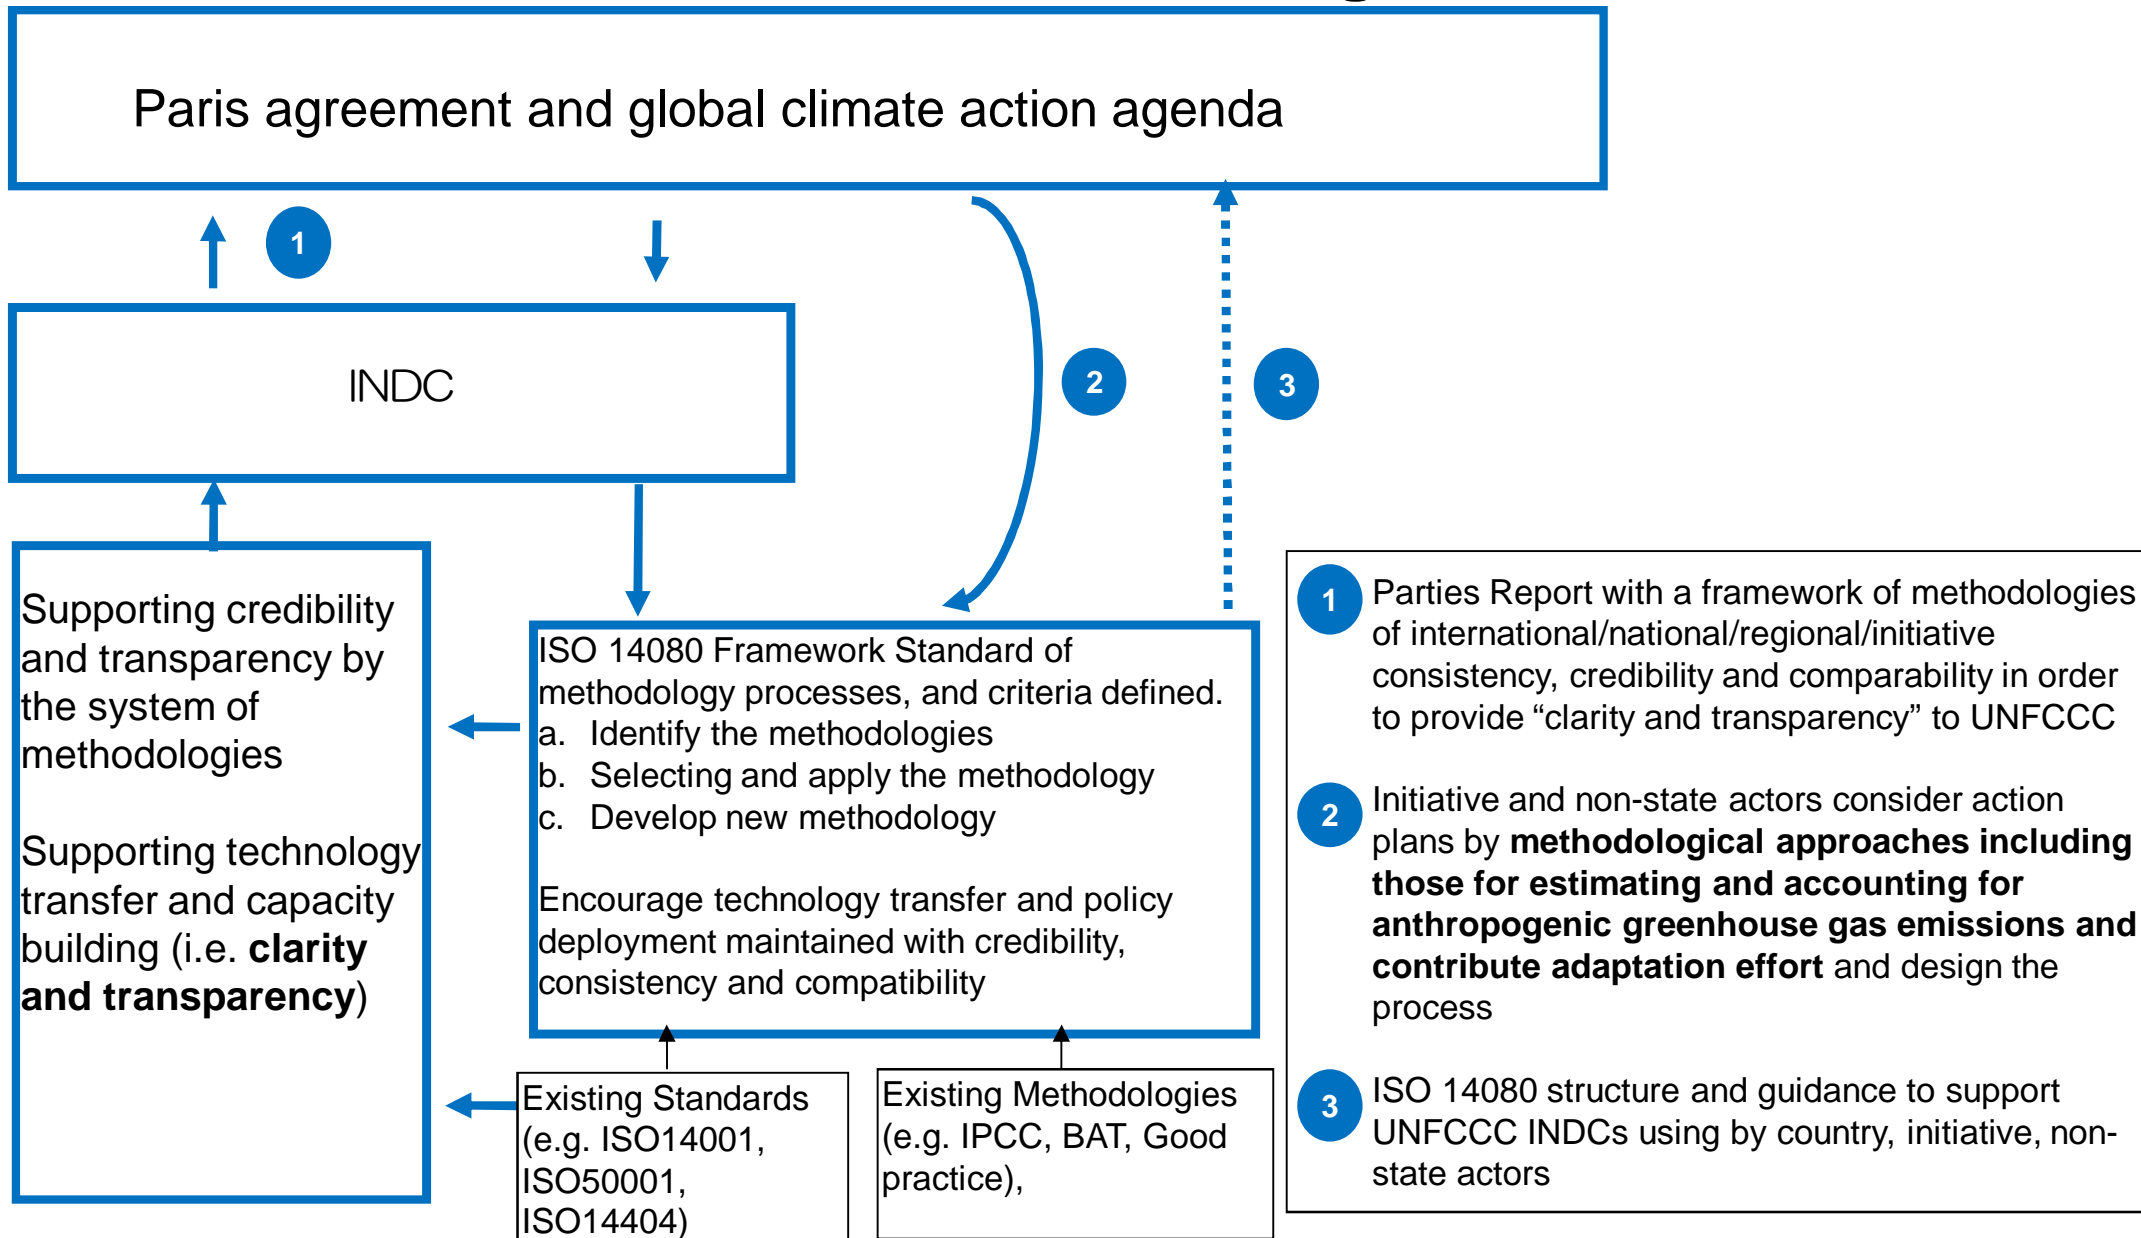 Paris agreement and global climate action agenda
1
INDC
2
3
Supporting credibility
and transparency by
the system of
methodologies
Supporting technology
transfer and capacity
building (i.e. clarity
and transparency)
ISO 14080 Framework Standard of
methodology processes, and criteria defined.
a. Identify the methodologies
b. Selecting and apply the methodology
c. Develop new methodology
Encourage technology transfer and policy
deployment maintained with credibility,
consistency and compatibility
Existing Standards
(e.g. ISO14001,
ISO50001,
ISO14404)
Existing Methodologies
(e.g. IPCC, BAT, Good
practice),
1 Parties Report with a framework of methodologies
of international/national/regional/initiative
consistency, credibility and comparability in order
to provide “clarity and transparency” to UNFCCC
2 Initiative and non-state actors consider action
plans by methodological approaches including
those for estimating and accounting for
anthropogenic greenhouse gas emissions and
contribute adaptation effort and design the
process
3 ISO 14080 structure and guidance to support
UNFCCC INDCs using by country, initiative, non-
state actors